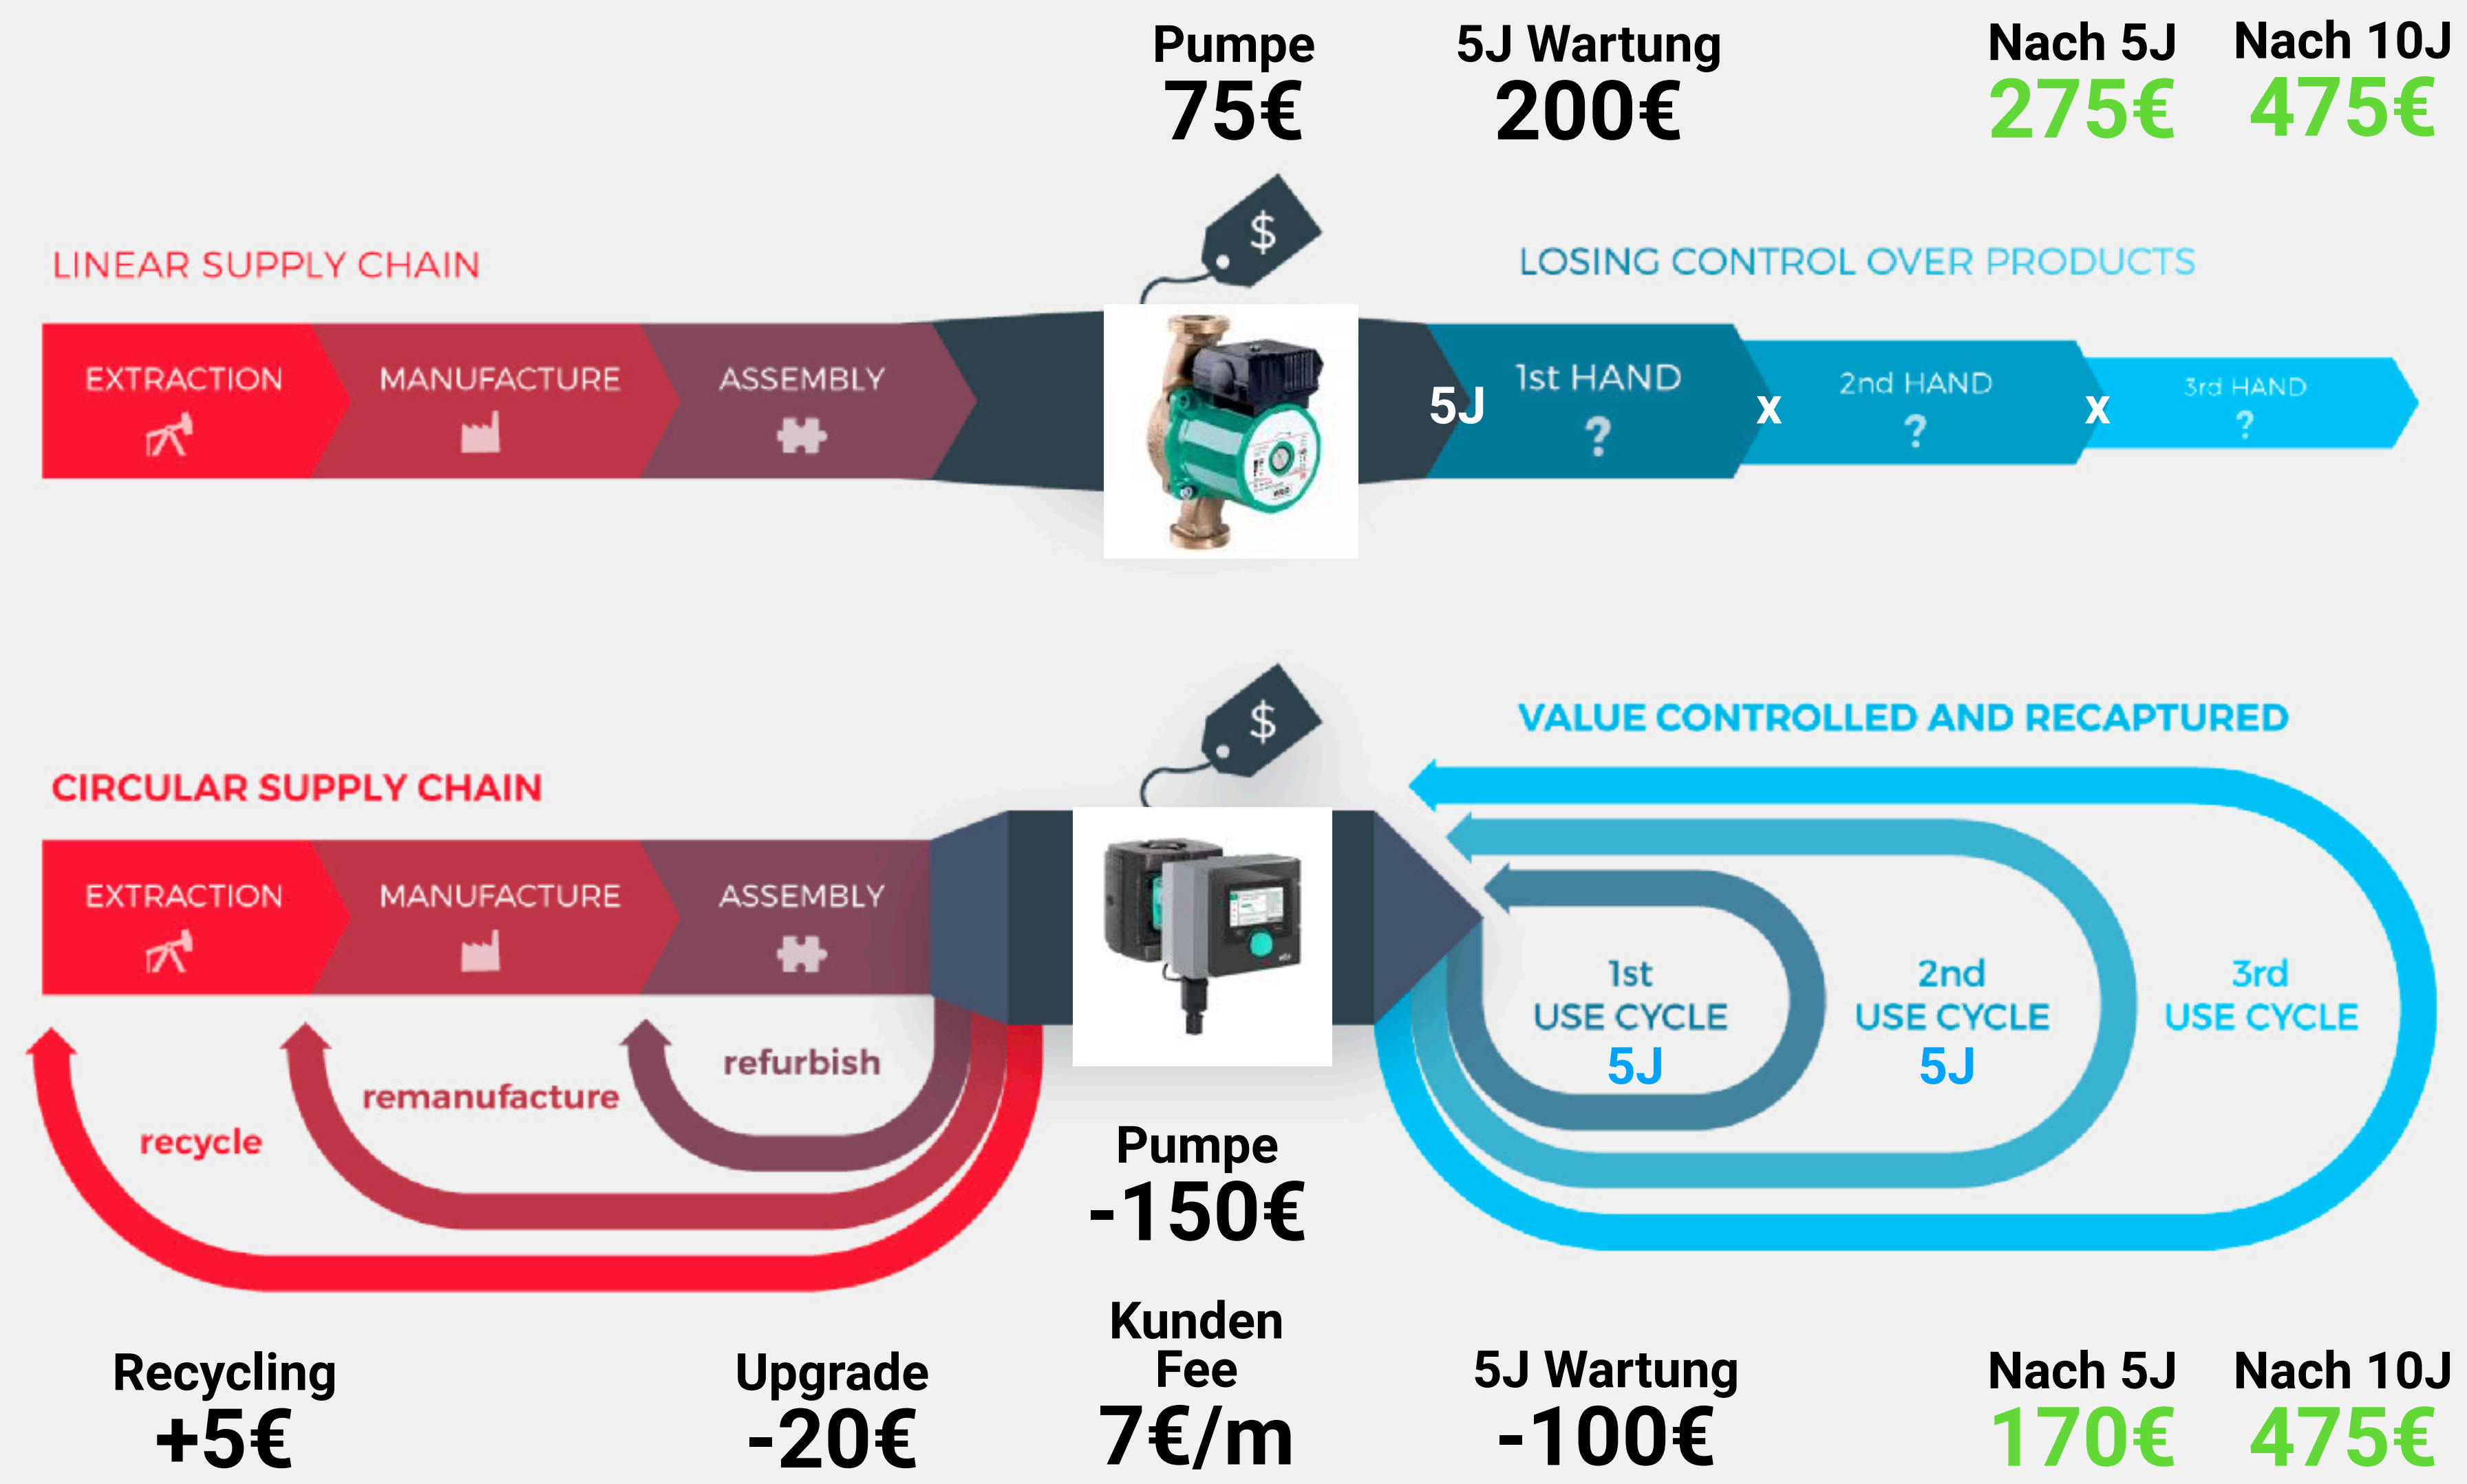 Pumpe
75€
5J Wartung
200€
Nach 5J
275€
Nach 10J
475€
$
LINEAR SUPPLY CHAIN
LOSING CONTROL OVER PRODUCTS
EXTRACTION
MANUFACTURE
ASSEMBLY
5J
1st HAND
?
x
2nd HAND
?
x
3rd HAND
?
$
VALUE CONTROLLED AND RECAPTURED
CIRCULAR SUPPLY CHAIN
EXTRACTION
MANUFACTURE
ASSEMBLY
1st
USE CYCLE
5J
2nd
USE CYCLE
5J
3rd
USE CYCLE
refurbish
remanufacture
recycle
Pumpe
-150€
Recycling
+5€
Upgrade
-20€
Kunden
Fee
7€/m
5J Wartung
-100€
Nach 5J
170€
Nach 10J
475€